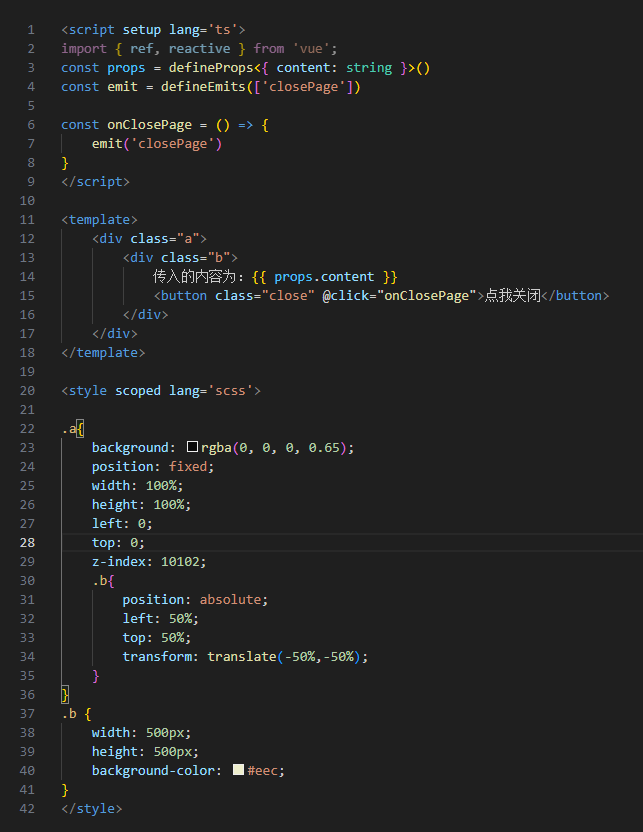 1 <script setup lang='ts'>
2 import { ref, reactive } from 'vue';
3 const props = defineProps<{ content: string }>()
4 const emit = defineEmits(['closePage'])
5
6 const onClosePage = () => {
7     emit('closePage')
8 }
9 </script>
10
11 <template>
12     <div class="a">
13         <div class="b">
14             传入的内容为：{{ props.content }}
15             <button class="close" @click="onClosePage">点我关闭</button>
16         </div>
17     </div>
18 </template>
19
20 <style scoped lang='scss'>
21
22 .a{
23     background: rgba(0, 0, 0, 0.65);
24     position: fixed;
25     width: 100%;
26     height: 100%;
27     left: 0;
28     top: 0;
29     z-index: 10102;
30     .b{
31         position: absolute;
32         left: 50%;
33         top: 50%;
34         transform: translate(-50%,-50%);
35     }
36 }
37 .b {
38     width: 500px;
39     height: 500px;
40     background-color: #eec;
41 }
42 </style>